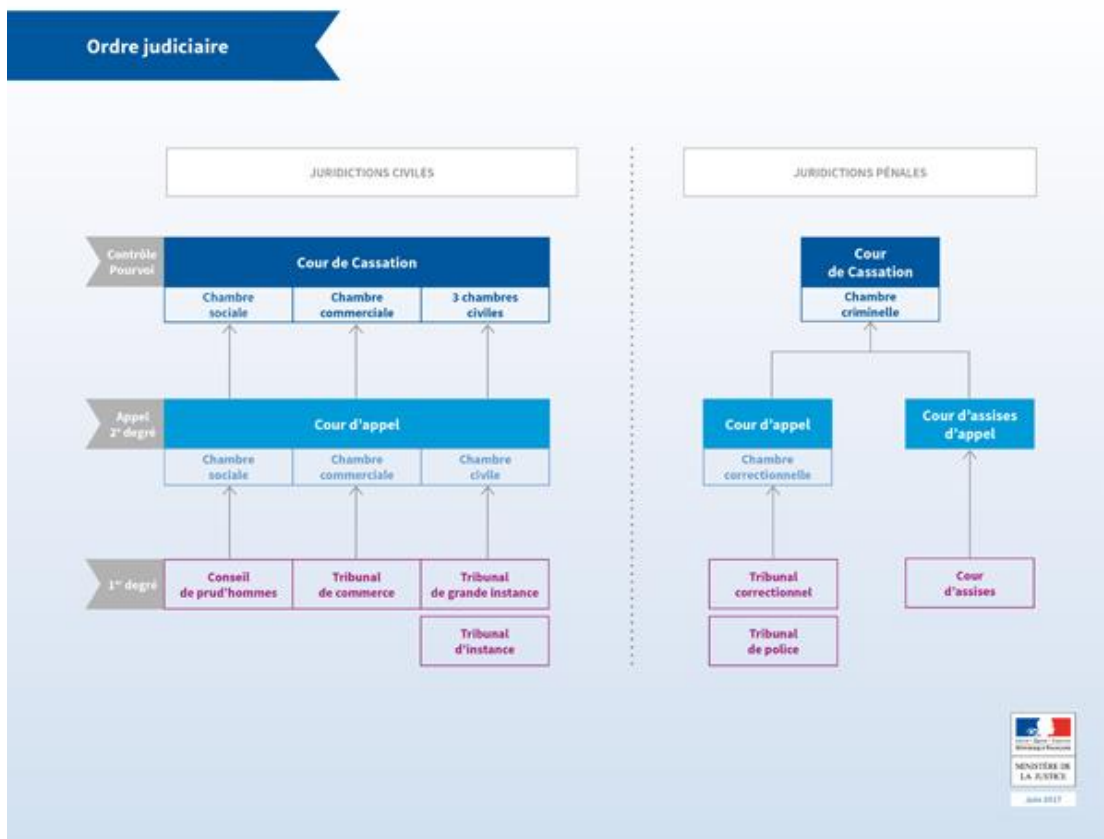 Ordre judiciaire
JURIDICTIONS CIVILES
JURIDICTIONS PÉNALES
Contrôle
Pourvoi
Cour de Cassation
Chambre
sociale
Chambre
commerciale
3 chambres
civiles
Cour
de Cassation
Chambre
criminelle
Appel
2e degré
Cour d'appel
Chambre
sociale
Chambre
commerciale
Chambre
civile
Cour d'appel
Chambre
correctionnelle
Cour d'assises
d'appel
1er degré
Conseil
de prud'hommes
Tribunal
de commerce
Tribunal
de grande instance
Tribunal
d'instance
Tribunal
correctionnel
Tribunal
de police
Cour
d'assises
MINISTÈRE DE
LA JUSTICE
Juin 2017